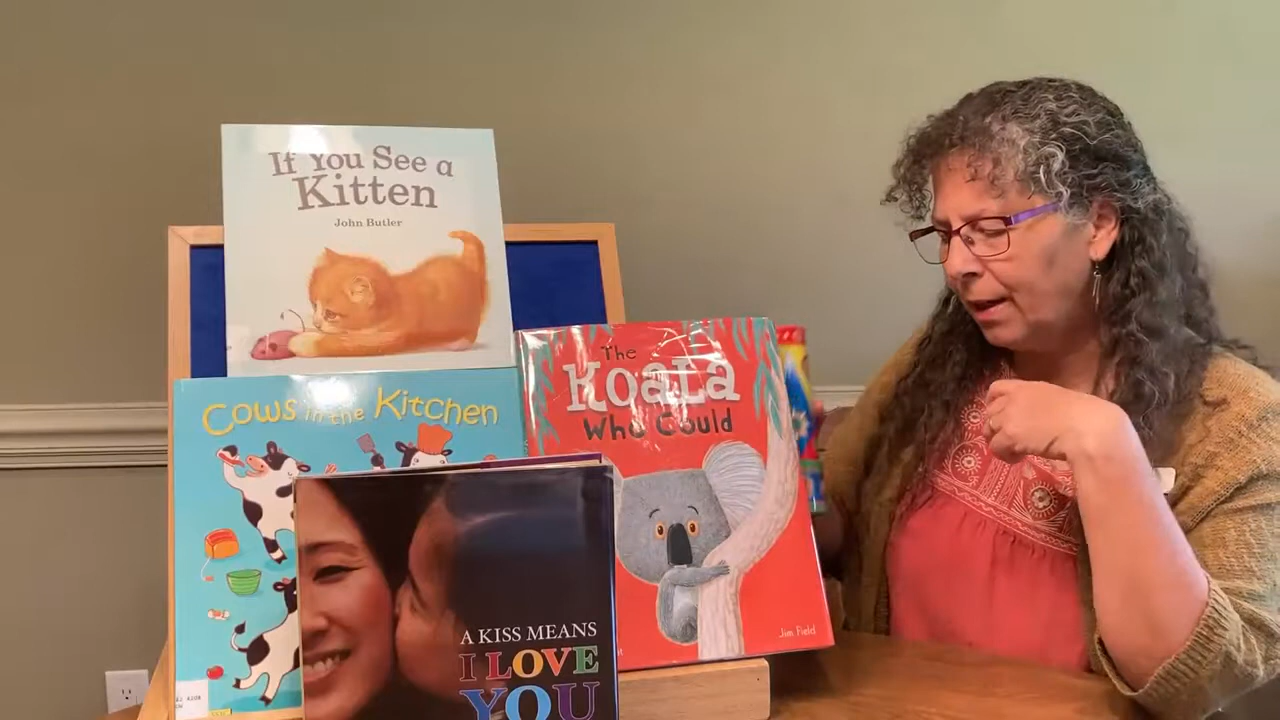 If You See a
Kitten
John Butler
Cows in the Kitchen
The
Koala
Who Could
Jim Field
A KISS MEANS
I LOVE
YOU